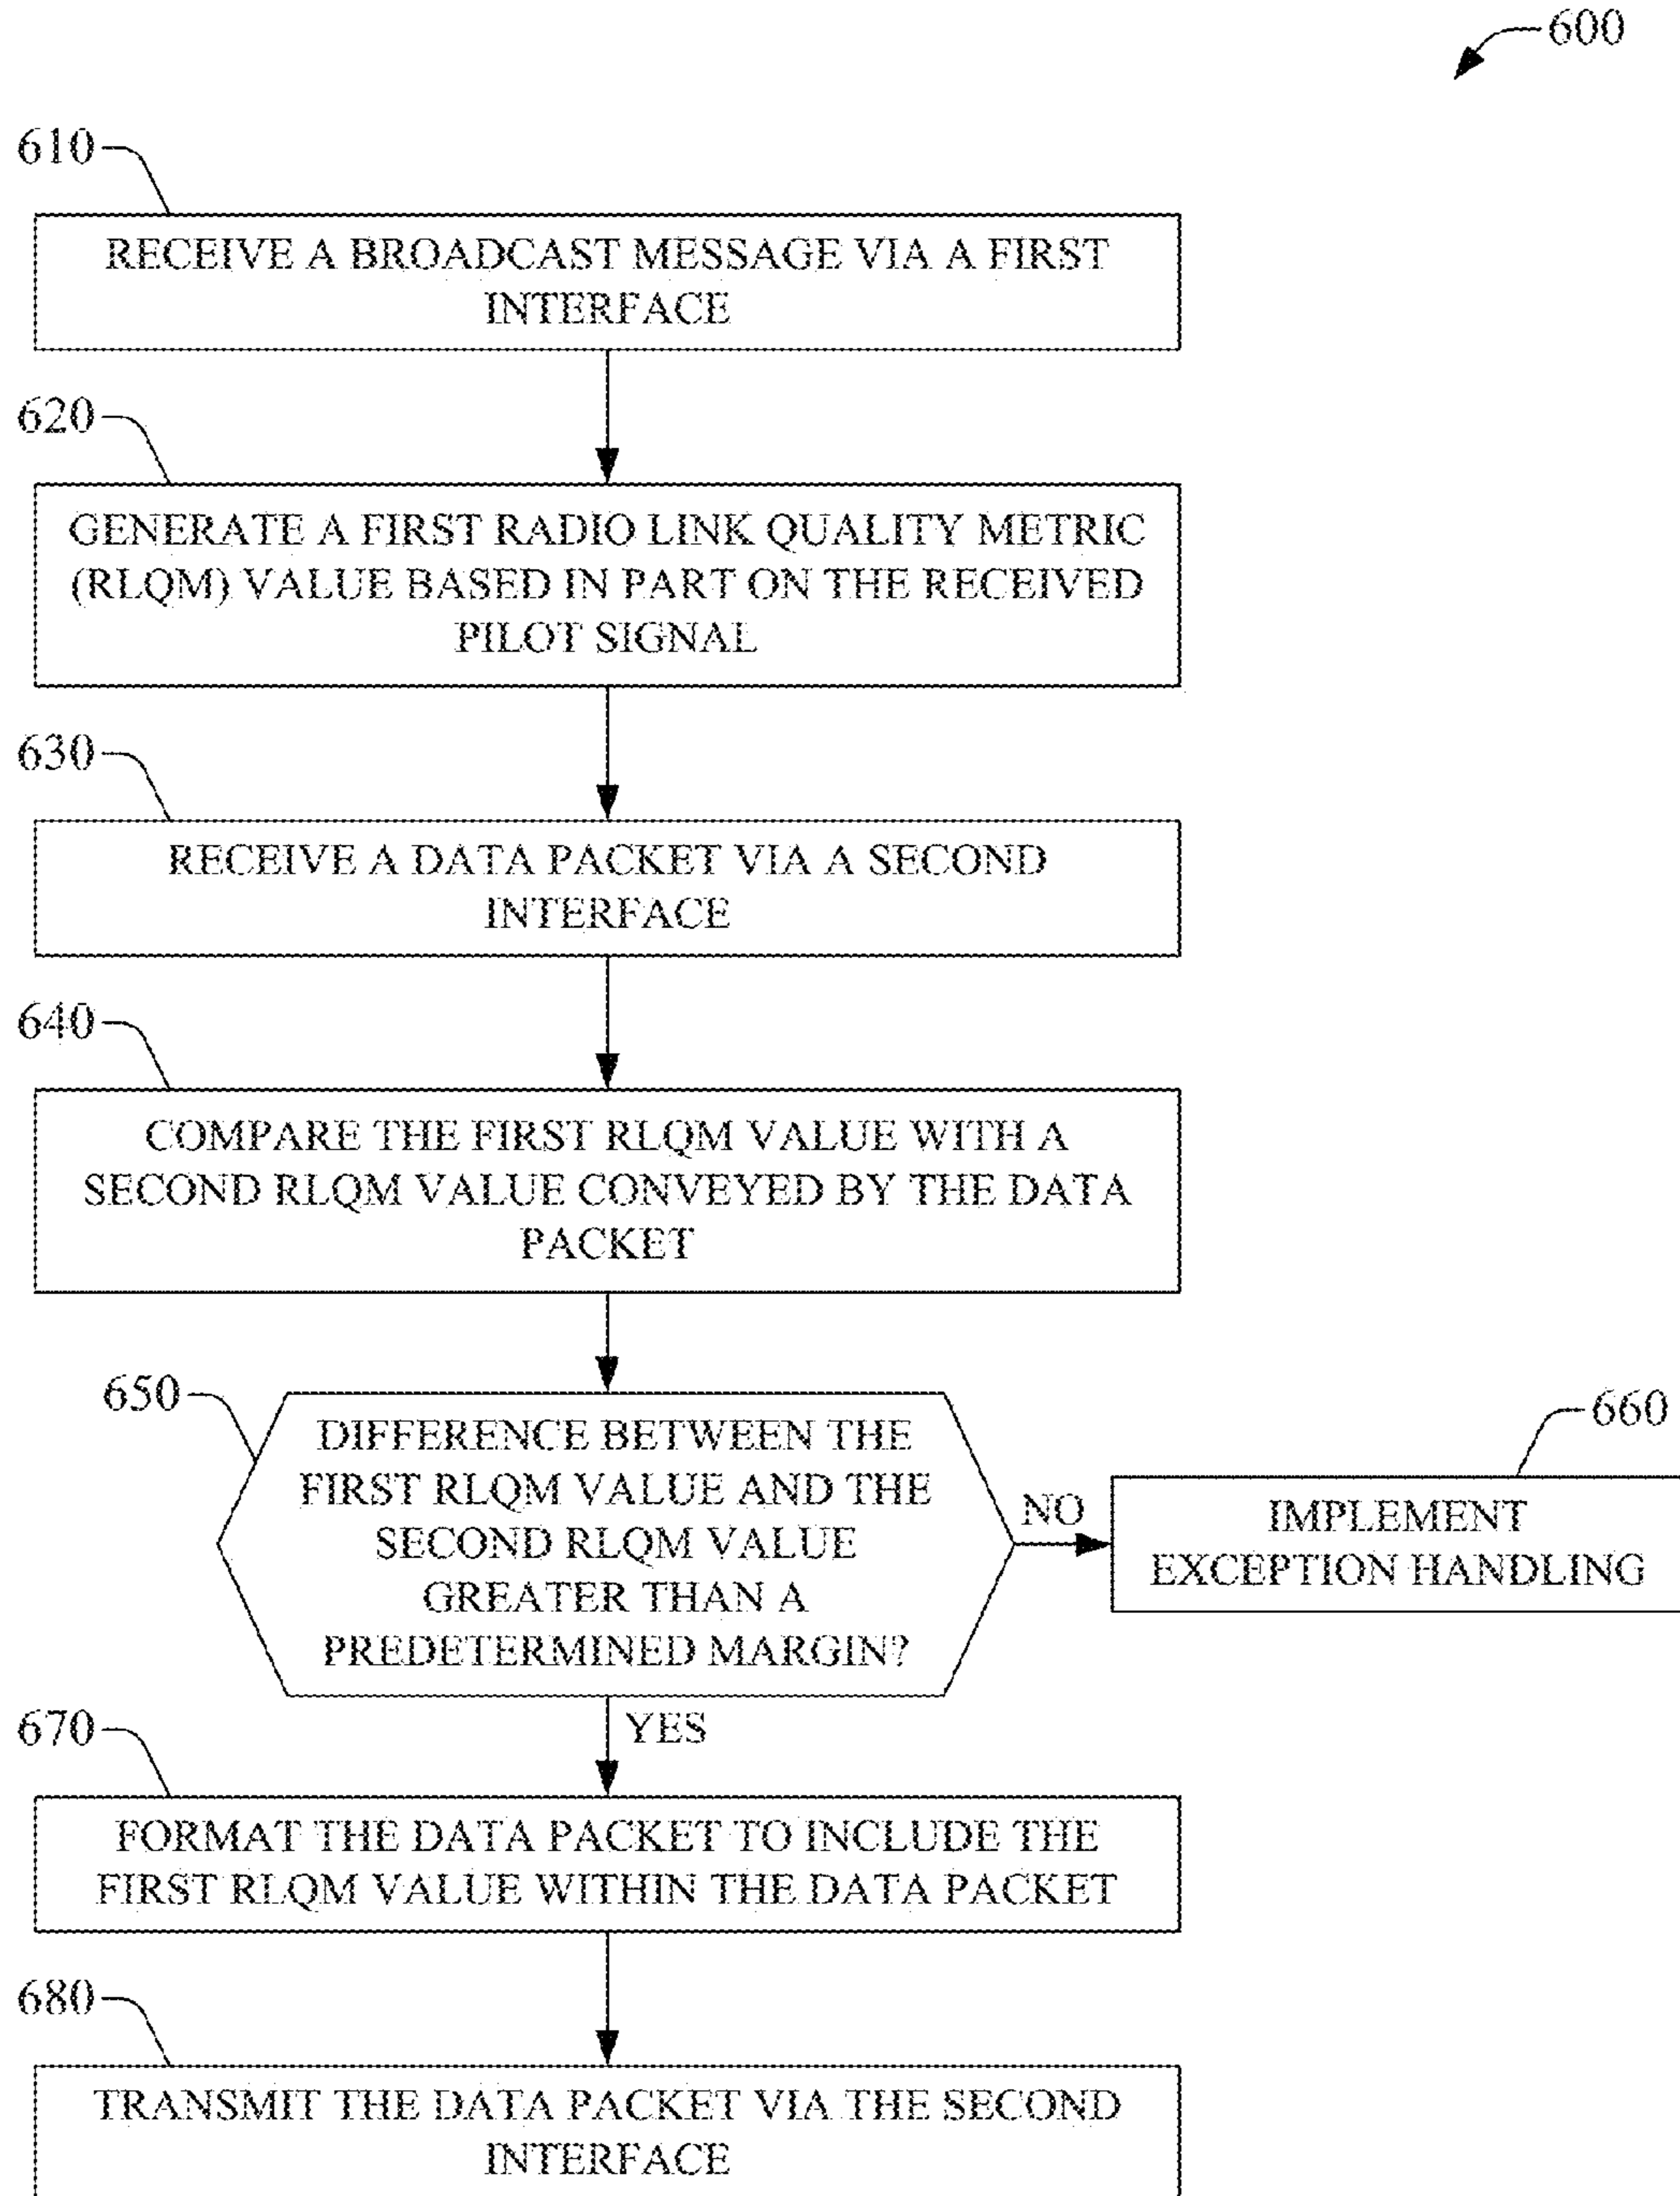 600
610
RECEIVE A BROADCAST MESSAGE VIA A FIRST
INTERFACE
620
GENERATE A FIRST RADIO LINK QUALITY METRIC
(RLQM) VALUE BASED IN PART ON THE RECEIVED
PILOT SIGNAL
630
RECEIVE A DATA PACKET VIA A SECOND
INTERFACE
640
COMPARE THE FIRST RLQM VALUE WITH A
SECOND RLQM VALUE CONVEYED BY THE DATA
PACKET
650
DIFFERENCE BETWEEN THE
FIRST RLQM VALUE AND THE
SECOND RLQM VALUE
GREATER THAN A
PREDETERMINED MARGIN?
NO
660
IMPLEMENT
EXCEPTION HANDLING
YES
670
FORMAT THE DATA PACKET TO INCLUDE THE
FIRST RLQM VALUE WITHIN THE DATA PACKET
680
TRANSMIT THE DATA PACKET VIA THE SECOND
INTERFACE